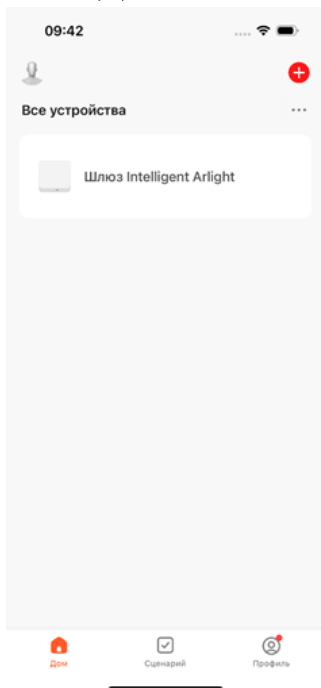 09:42
Все устройства
Шлюз Intelligent Arlight
Дом
Сценарий
Профиль